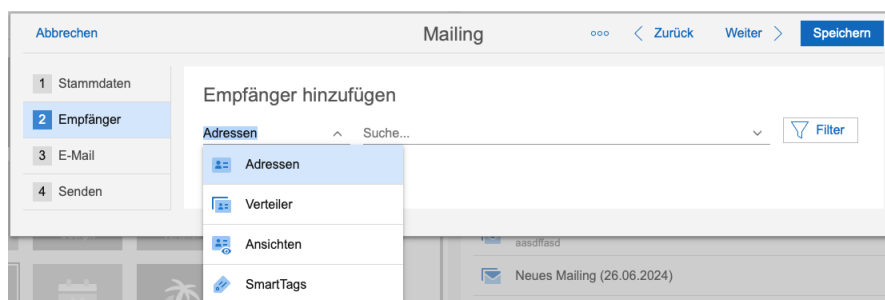 Abbrechen Mailing Zurück Weiter Speichern
1 Stammdaten
2 Empfänger
3 E-Mail
4 Senden
Empfänger hinzufügen
Adressen Suche... Filter
Adressen
Verteiler
Ansichten
SmartTags
aasdffasd
Neues Mailing (26.06.2024)